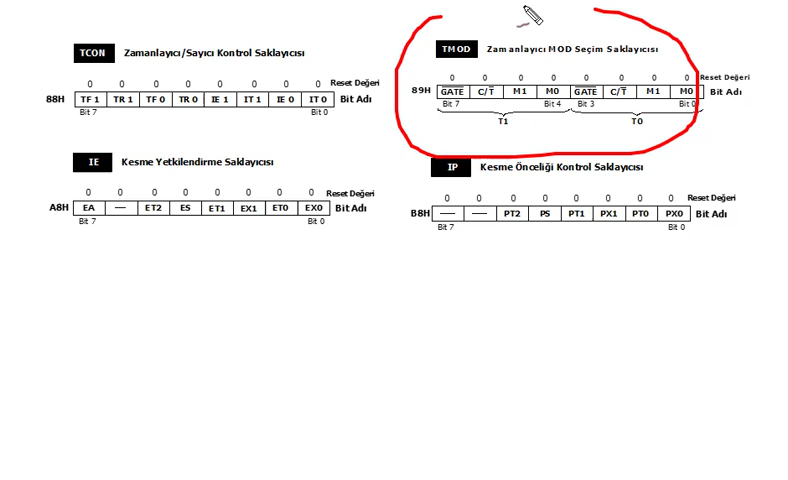 TCON Zamanlayıcı/Sayıcı Kontrol Saklayıcısı
0 0 0 0 0 0 0 0 Reset Değeri
88H TF 1 TR 1 TF 0 TR 0 IE 1 IT 1 IE 0 IT 0 Bit Adı
Bit 7 Bit 0
TMOD Zamanlayıcı MOD Seçim Saklayıcısı
0 0 0 0 0 0 0 0 Reset Değeri
89H GATE C/T M1 M0 GATE C/T M1 M0 Bit Adı
Bit 7 Bit 4 Bit 3 Bit 0
T1 T0
IE Kesme Yetkilendirme Saklayıcısı
0 0 0 0 0 0 0 0 Reset Değeri
A8H EA — ET2 ES ET1 EX1 ET0 EX0 Bit Adı
Bit 7 Bit 0
IP Kesme Önceliği Kontrol Saklayıcısı
0 0 0 0 0 0 0 0 Reset Değeri
B8H — — PT2 PS PT1 PX1 PT0 PX0 Bit Adı
Bit 7 Bit 0